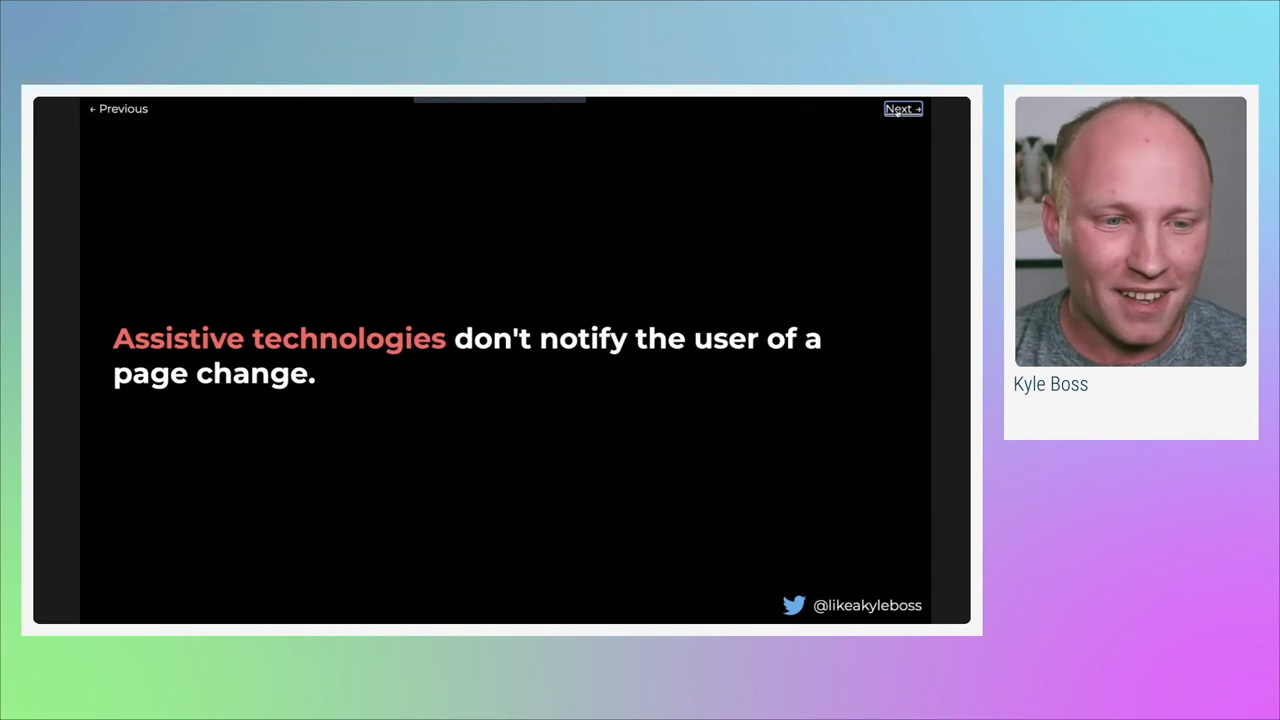 ← Previous
Next →
Assistive technologies don't notify the user of a
page change.
@likeakyleboss
Kyle Boss